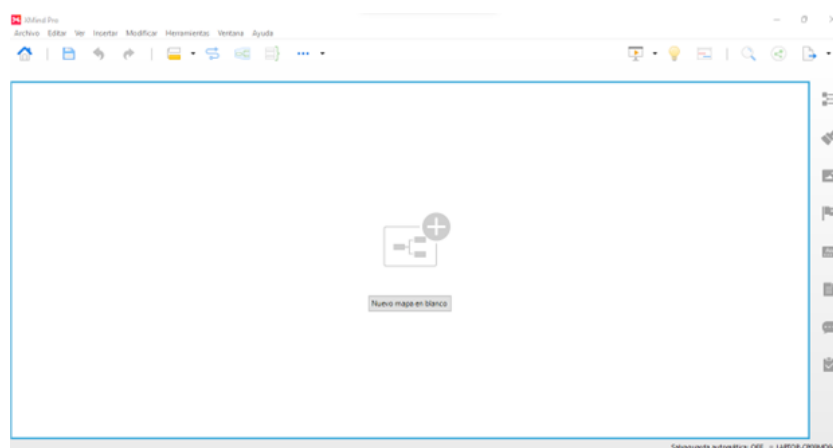 XMind Pro
Archivo Editar Ver Insertar Modificar Herramientas Ventana Ayuda
Nuevo mapa en blanco
Salvaguarda automática: OFF